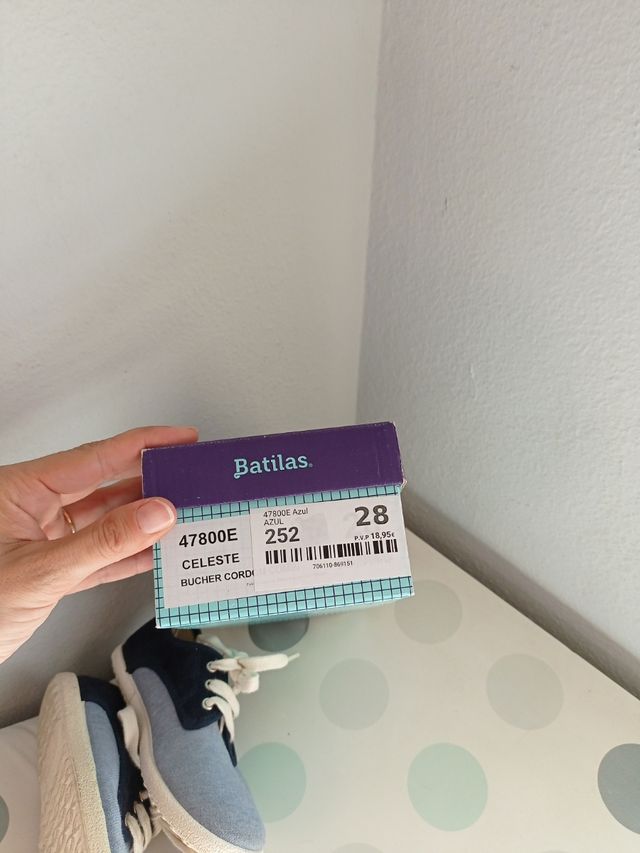 Batilas
47800E
CELESTE
BUCHER CORD
47800E Azul
AZUL
28
252
P.V.P 18,95€
706110-869151